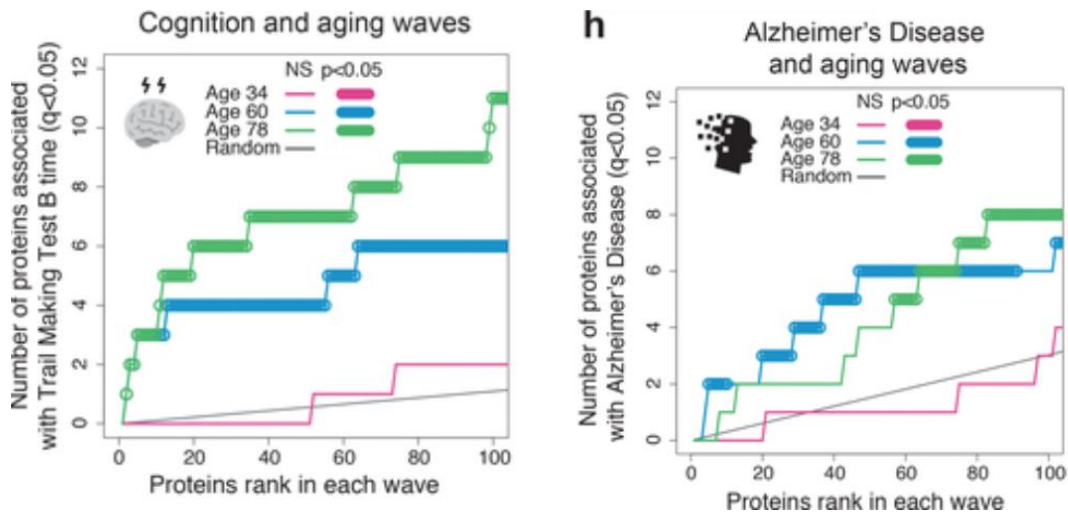 Cognition and aging waves
Number of proteins associated
with Trail Making Test B time (q<0.05)
12
10
8
6
4
2
0
NS p<0.05
Age 34
Age 60
Age 78
Random
0 20 40 60 80 100
Proteins rank in each wave
h
Alzheimer's Disease
and aging waves
Number of proteins associated
with Alzheimer's Disease (q<0.05)
12
10
8
6
4
2
0
NS p<0.05
Age 34
Age 60
Age 78
Random
0 20 40 60 80 100
Proteins rank in each wave